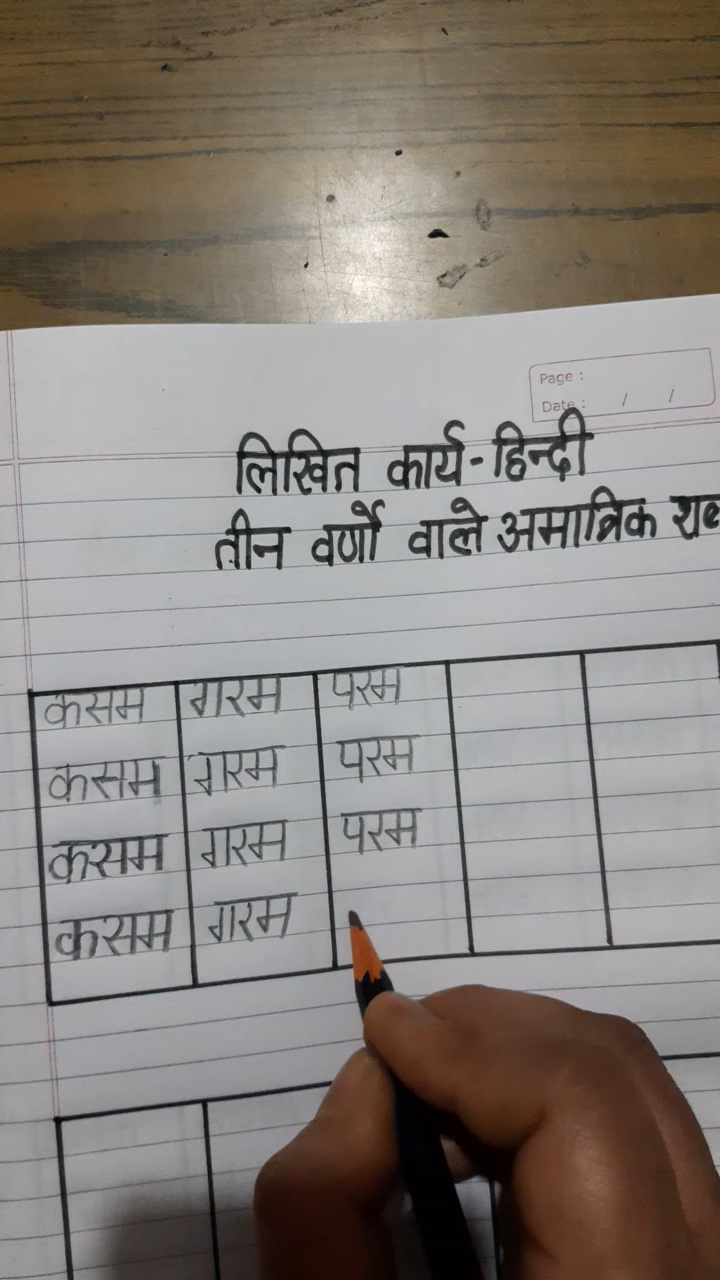 Page :
Date : / /
लिखित कार्य-हिन्दी
तीन वर्णों वाले अमात्रिक
कसम गरम परम
कसम गरम परम
कसम गरम परम
कसम गरम